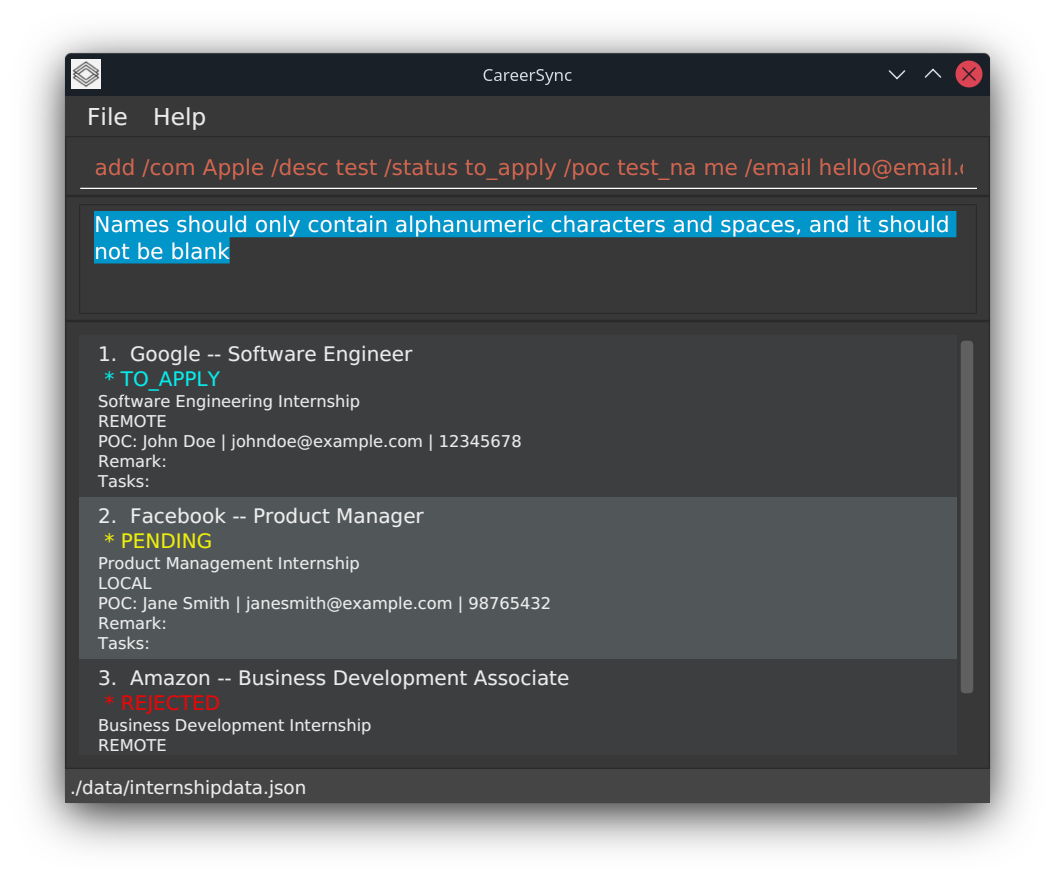 CareerSync
File Help
add /com Apple /desc test /status to_apply /poc test_na me /email hello@email.
Names should only contain alphanumeric characters and spaces, and it should
not be blank
1. Google -- Software Engineer
* TO_APPLY
Software Engineering Internship
REMOTE
POC: John Doe | johndoe@example.com | 12345678
Remark:
Tasks:
2. Facebook -- Product Manager
* PENDING
Product Management Internship
LOCAL
POC: Jane Smith | janesmith@example.com | 98765432
Remark:
Tasks:
3. Amazon -- Business Development Associate
* REJECTED
Business Development Internship
REMOTE
./data/internshipdata.json